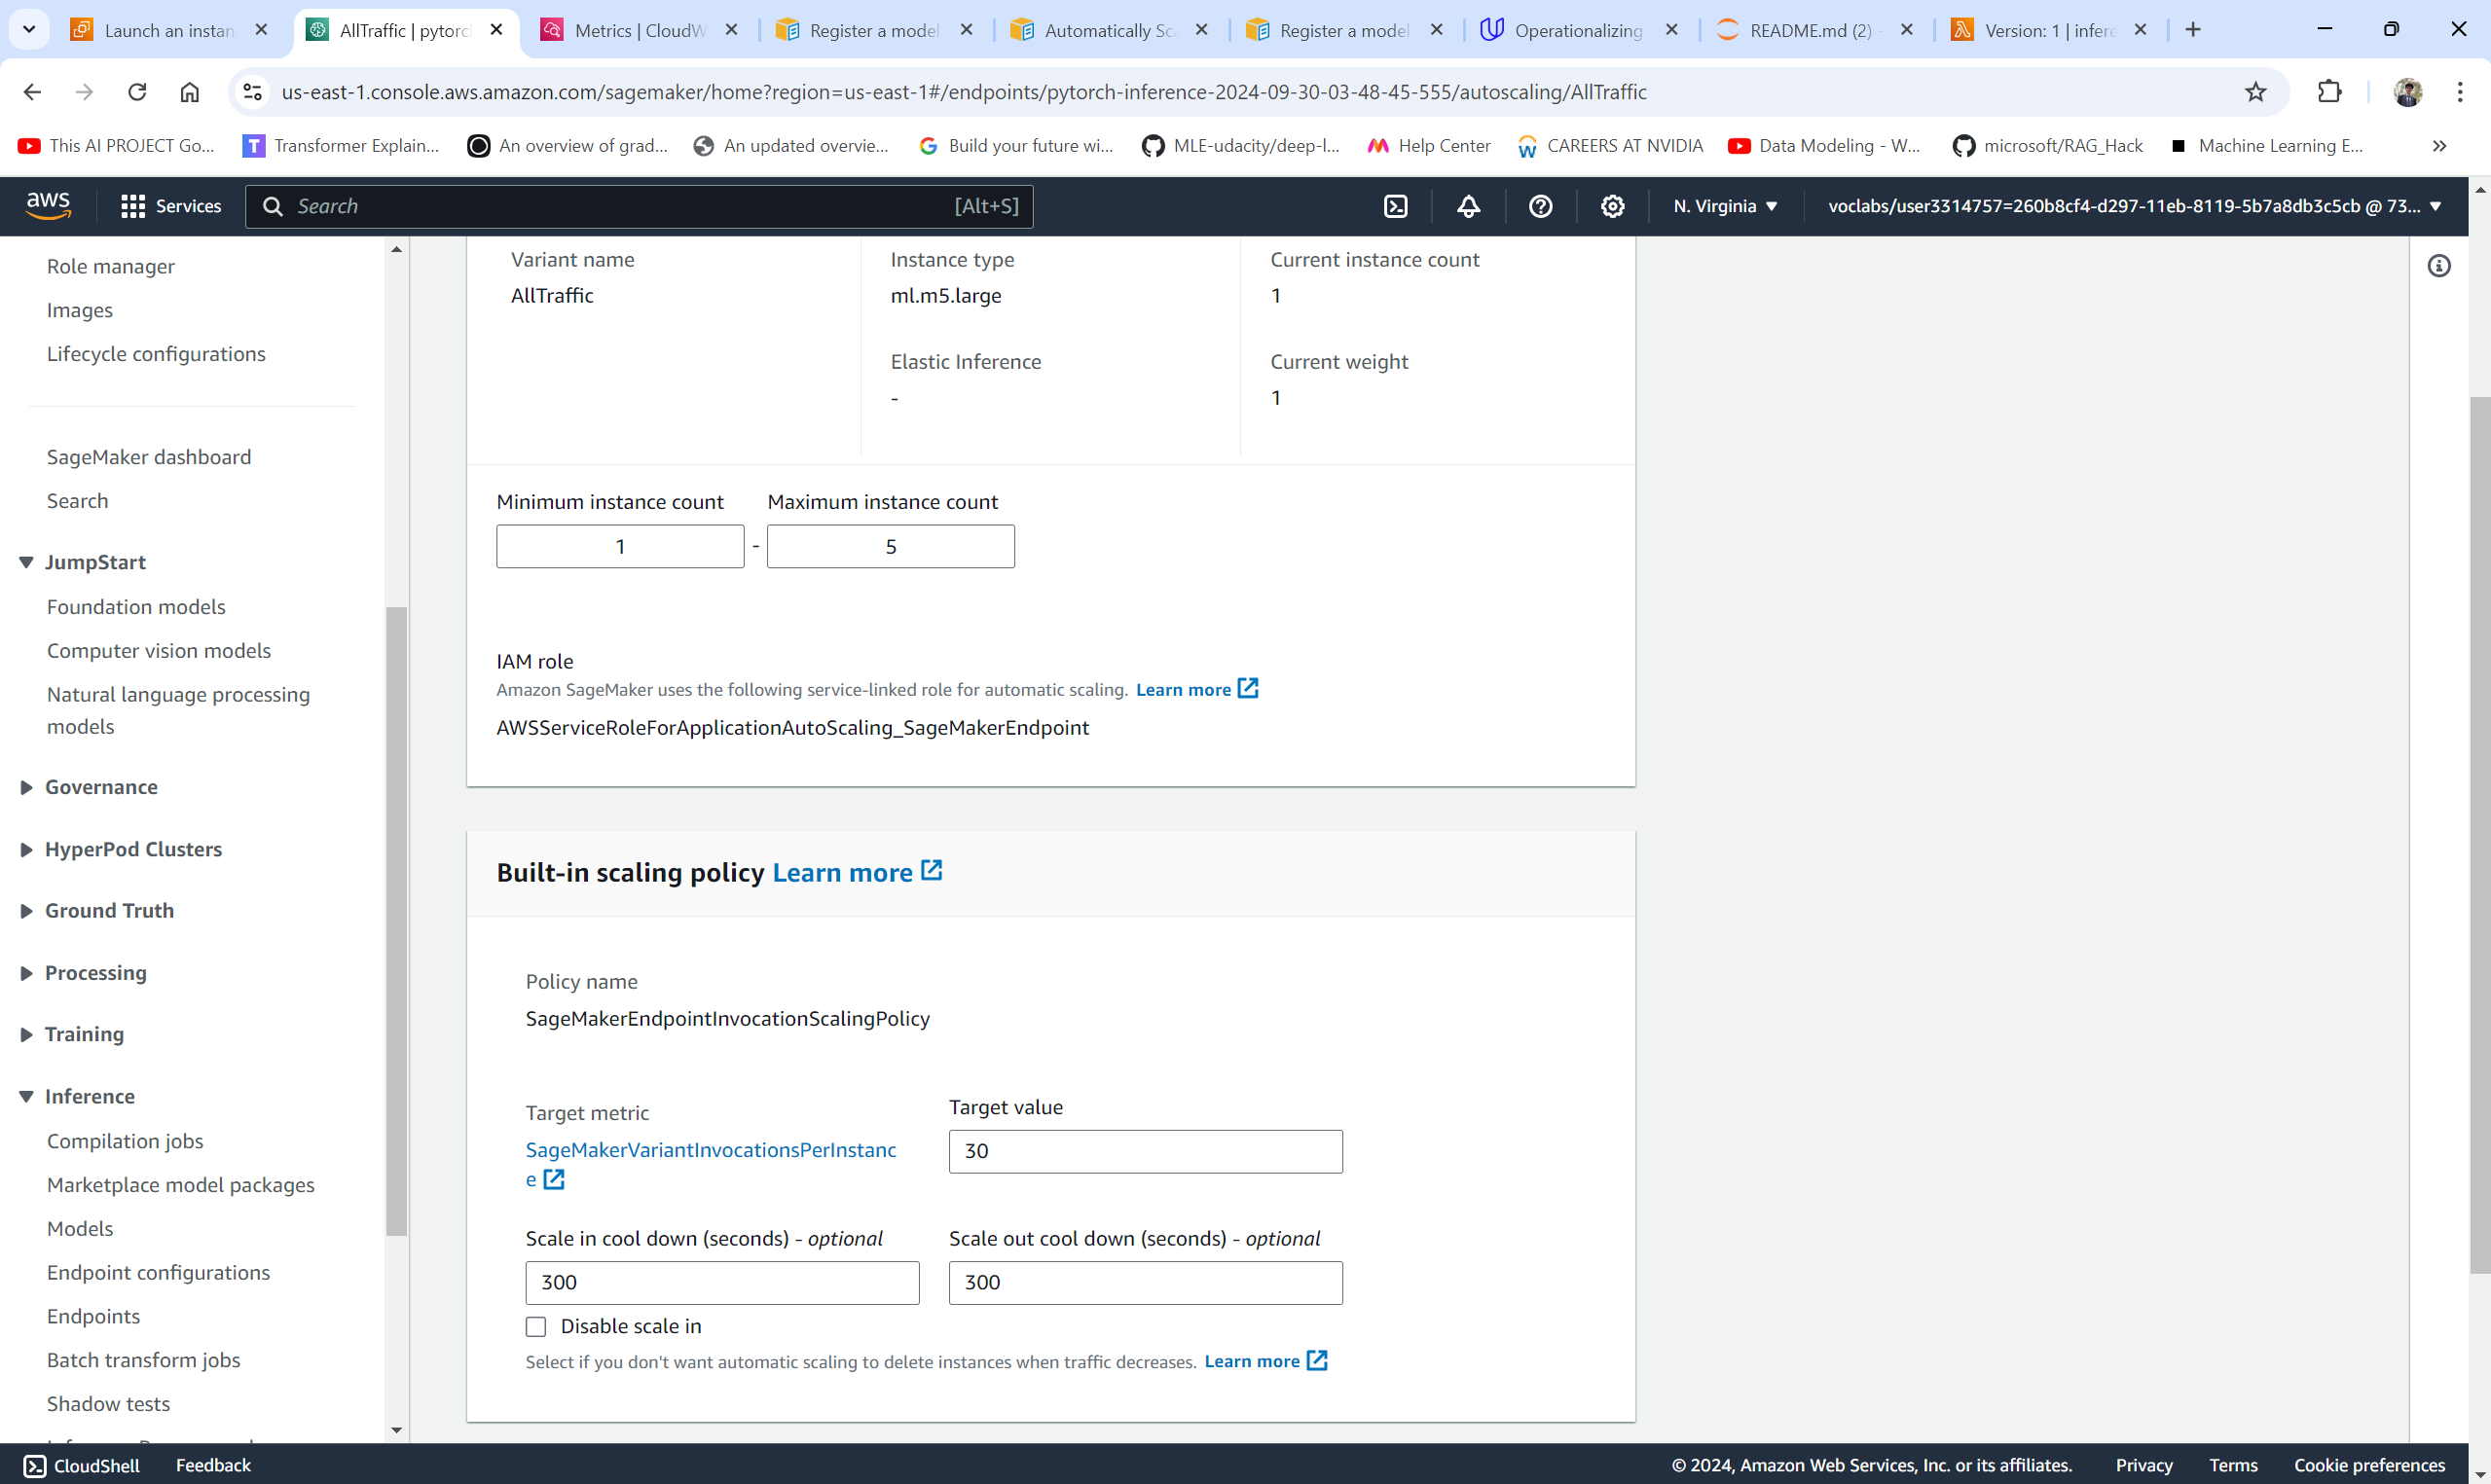 Launch an instan
AllTraffic | pytorc
Metrics | CloudW
Register a model
Automatically Sc
Register a model
Operationalizing
README.md (2) -
Version: 1 | infere
us-east-1.console.aws.amazon.com/sagemaker/home?region=us-east-1#/endpoints/pytorch-inference-2024-09-30-03-48-45-555/autoscaling/AllTraffic
This AI PROJECT Go...
Transformer Explain...
An overview of grad...
An updated overvie...
Build your future wi...
MLE-udacity/deep-l...
Help Center
CAREERS AT NVIDIA
Data Modeling - W...
microsoft/RAG_Hack
Machine Learning E...
aws
Services
Search
[Alt+S]
N. Virginia
voclabs/user3314757=260b8cf4-d297-11eb-8119-5b7a8db3c5cb @ 73...
Role manager
Images
Lifecycle configurations
SageMaker dashboard
Search
JumpStart
Foundation models
Computer vision models
Natural language processing
models
Governance
HyperPod Clusters
Ground Truth
Processing
Training
Inference
Compilation jobs
Marketplace model packages
Models
Endpoint configurations
Endpoints
Batch transform jobs
Shadow tests
Variant name
AllTraffic
Instance type
ml.m5.large
Current instance count
1
Elastic Inference
-
Current weight
1
Minimum instance count
Maximum instance count
1 - 5
IAM role
Amazon SageMaker uses the following service-linked role for automatic scaling. Learn more
AWSServiceRoleForApplicationAutoScaling_SageMakerEndpoint
Built-in scaling policy Learn more
Policy name
SageMakerEndpointInvocationScalingPolicy
Target metric
SageMakerVariantInvocationsPerInstanc
e
Target value
30
Scale in cool down (seconds) - optional
300
Scale out cool down (seconds) - optional
300
Disable scale in
Select if you don't want automatic scaling to delete instances when traffic decreases. Learn more
CloudShell
Feedback
© 2024, Amazon Web Services, Inc. or its affiliates.
Privacy
Terms
Cookie preferences